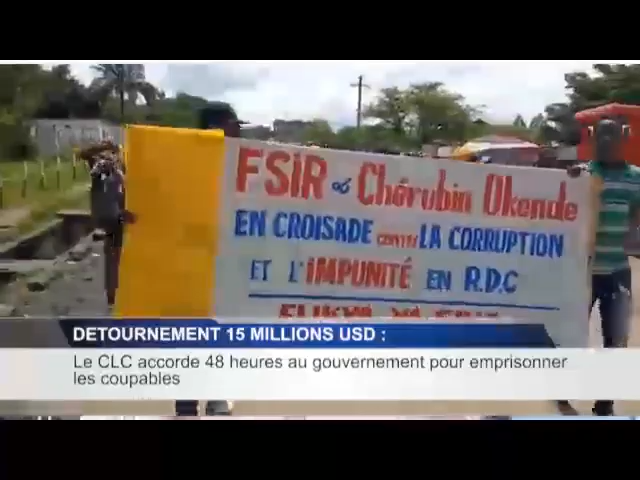 FSiR & Chérubin Okende
EN CROISADE CONTRE LA CORRUPTION
ET L'IMPUNITÉ EN R.D.C
DETOURNEMENT 15 MILLIONS USD :
Le CLC accorde 48 heures au gouvernement pour emprisonner
les coupables